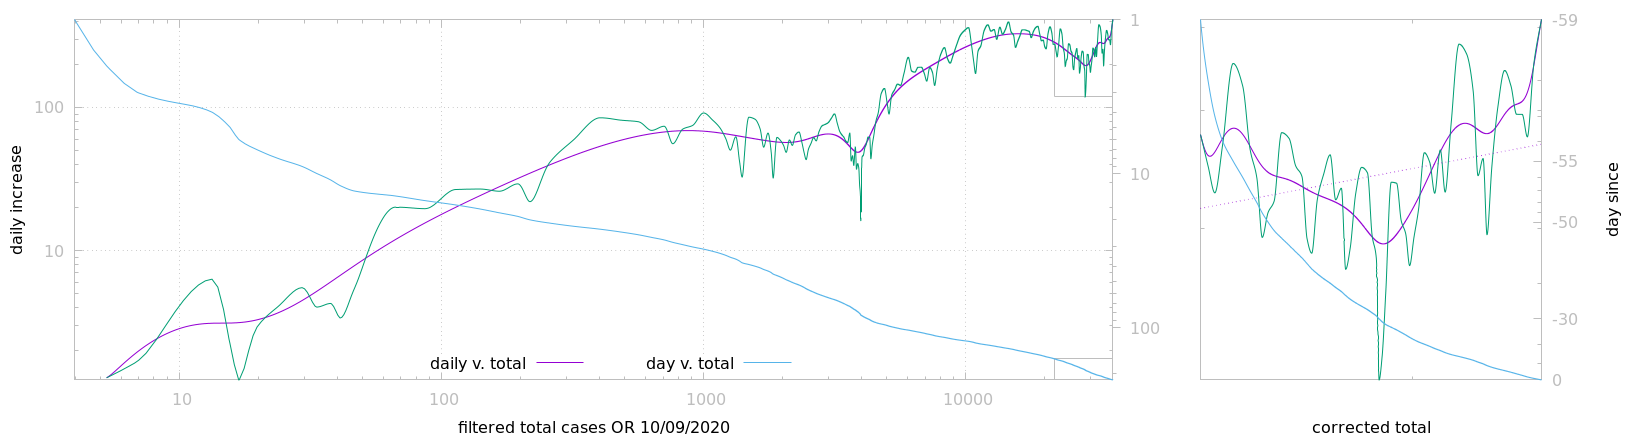 1
-59
100
daily increase
10
-55
day since
-50
10
100
-30
daily v. total
day v. total
0
10
100
1000
10000
filtered total cases OR 10/09/2020
corrected total